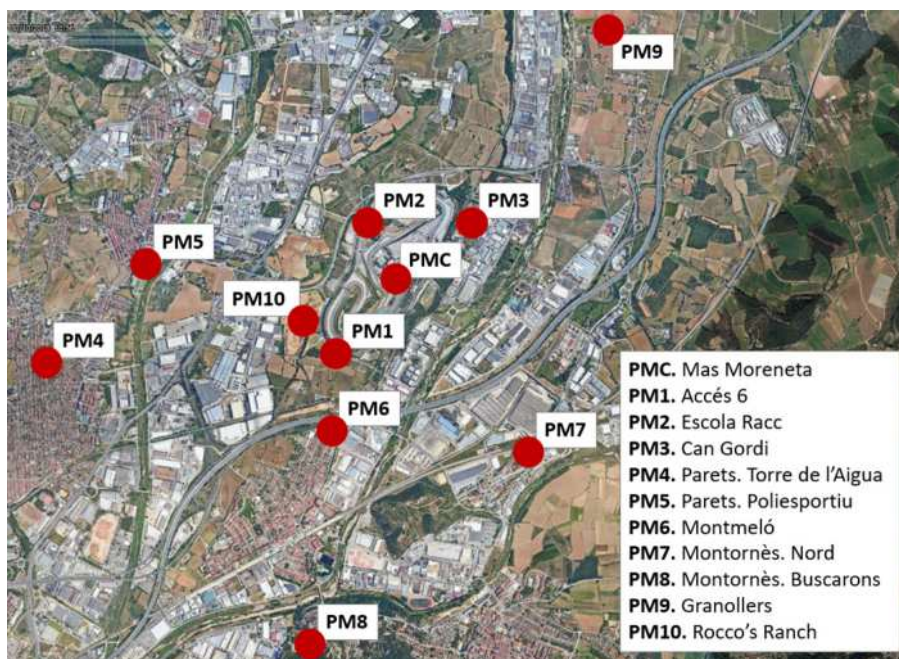 PM9
PM2
PM3
PM5
PMC
PM10
PM4
PM1
PM6
PM7
PM8
PMC. Mas Moreneta
PM1. Accés 6
PM2. Escola Racc
PM3. Can Gordi
PM4. Parets. Torre de l’Aigua
PM5. Parets. Poliesportiu
PM6. Montmeló
PM7. Montornès. Nord
PM8. Montornès. Buscarons
PM9. Granollers
PM10. Rocco’s Ranch